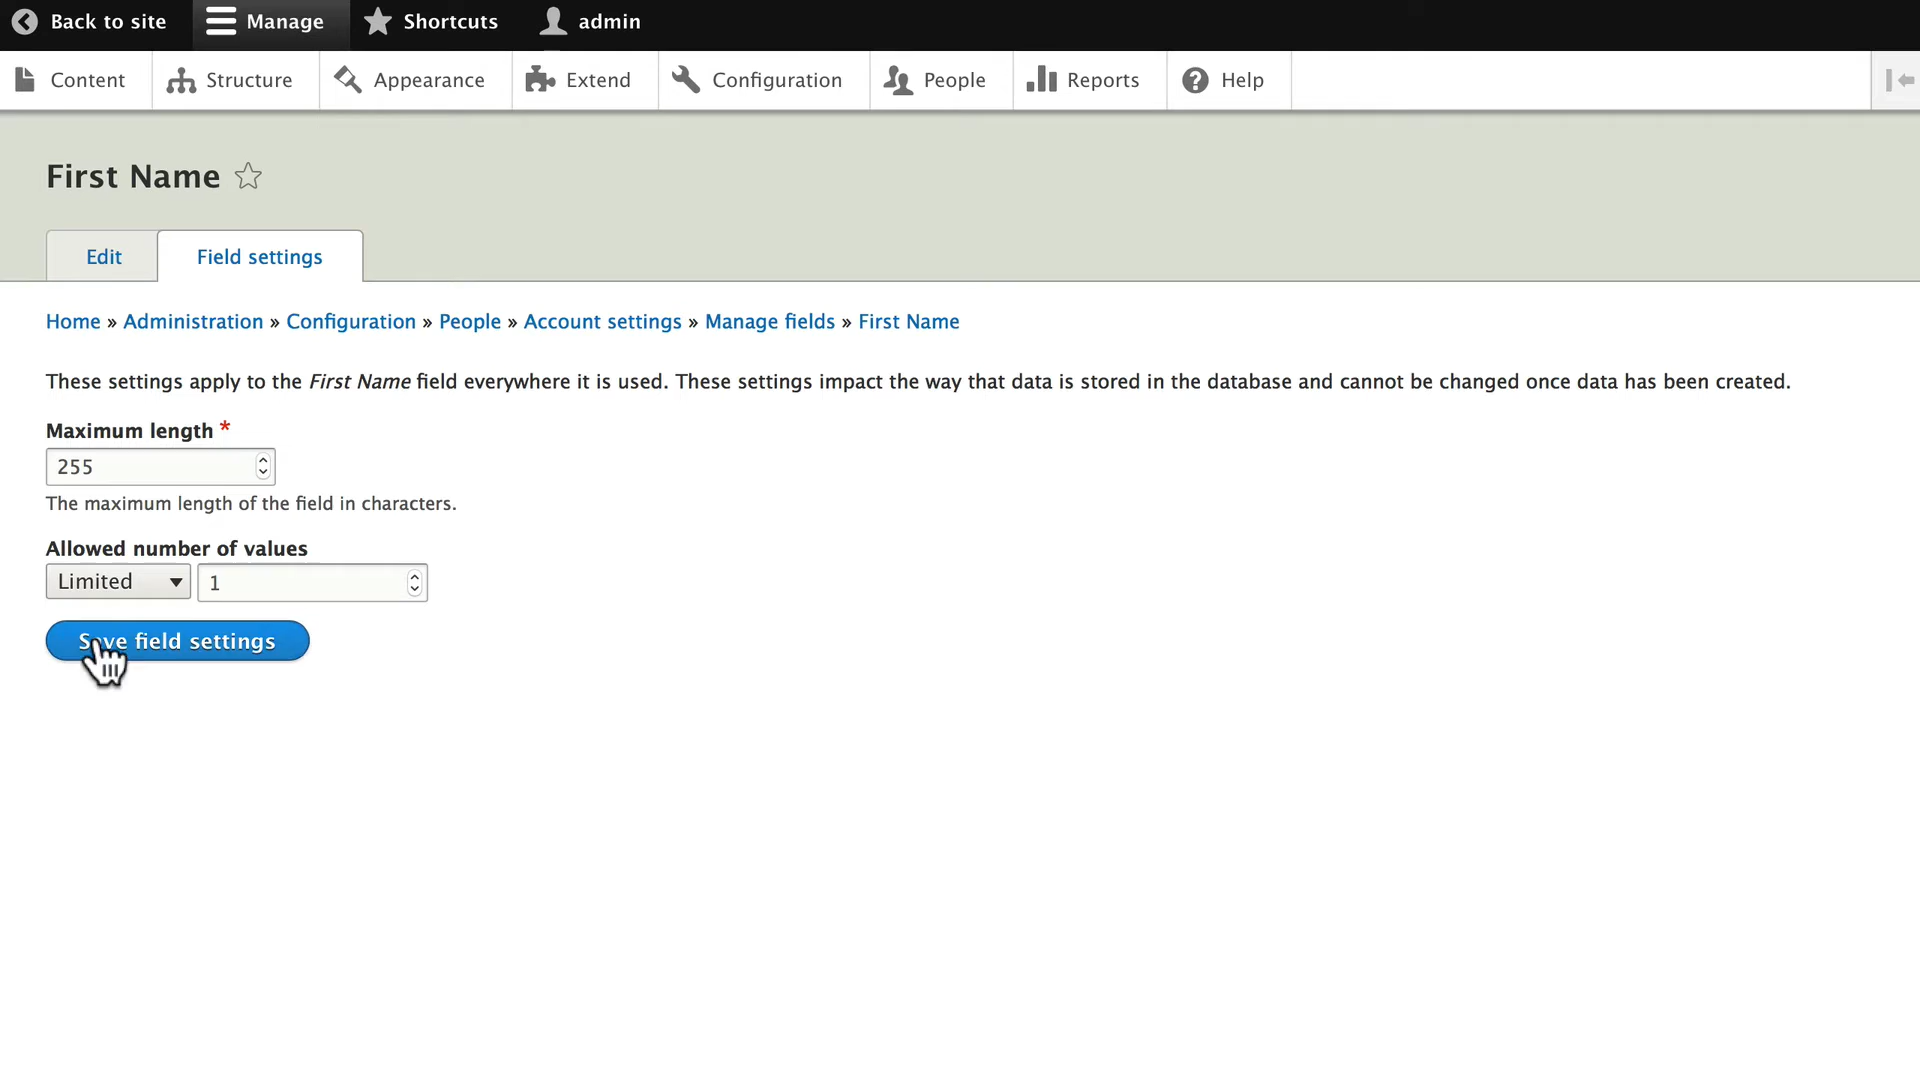 Back to site Manage Shortcuts admin
Content Structure Appearance Extend Configuration People Reports Help
First Name
Edit Field settings
Home » Administration » Configuration » People » Account settings » Manage fields » First Name
These settings apply to the First Name field everywhere it is used. These settings impact the way that data is stored in the database and cannot be changed once data has been created.
Maximum length *
255
The maximum length of the field in characters.
Allowed number of values
Limited 1
Save field settings